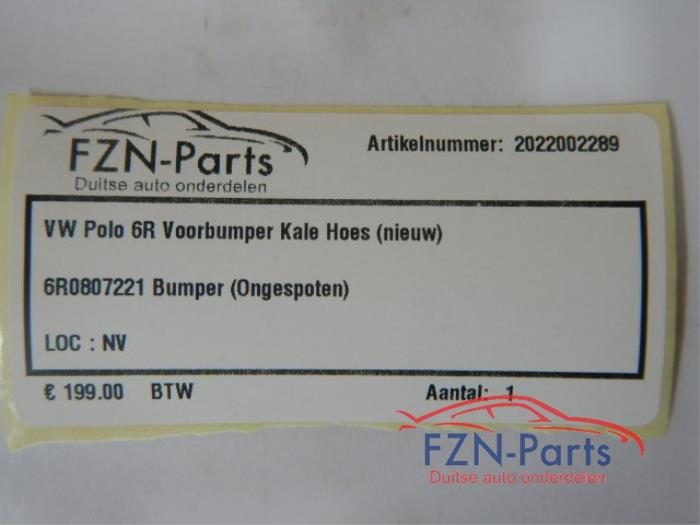 FZN-Parts
Duitse auto onderdelen
Artikelnummer: 2022002289
VW Polo 6R Voorbumper Kale Hoes (nieuw)
6R0807221 Bumper (Ongespoten)
LOC : NV
€ 199.00 BTW Aantal: 1
FZN-Parts
Duitse auto onderdelen